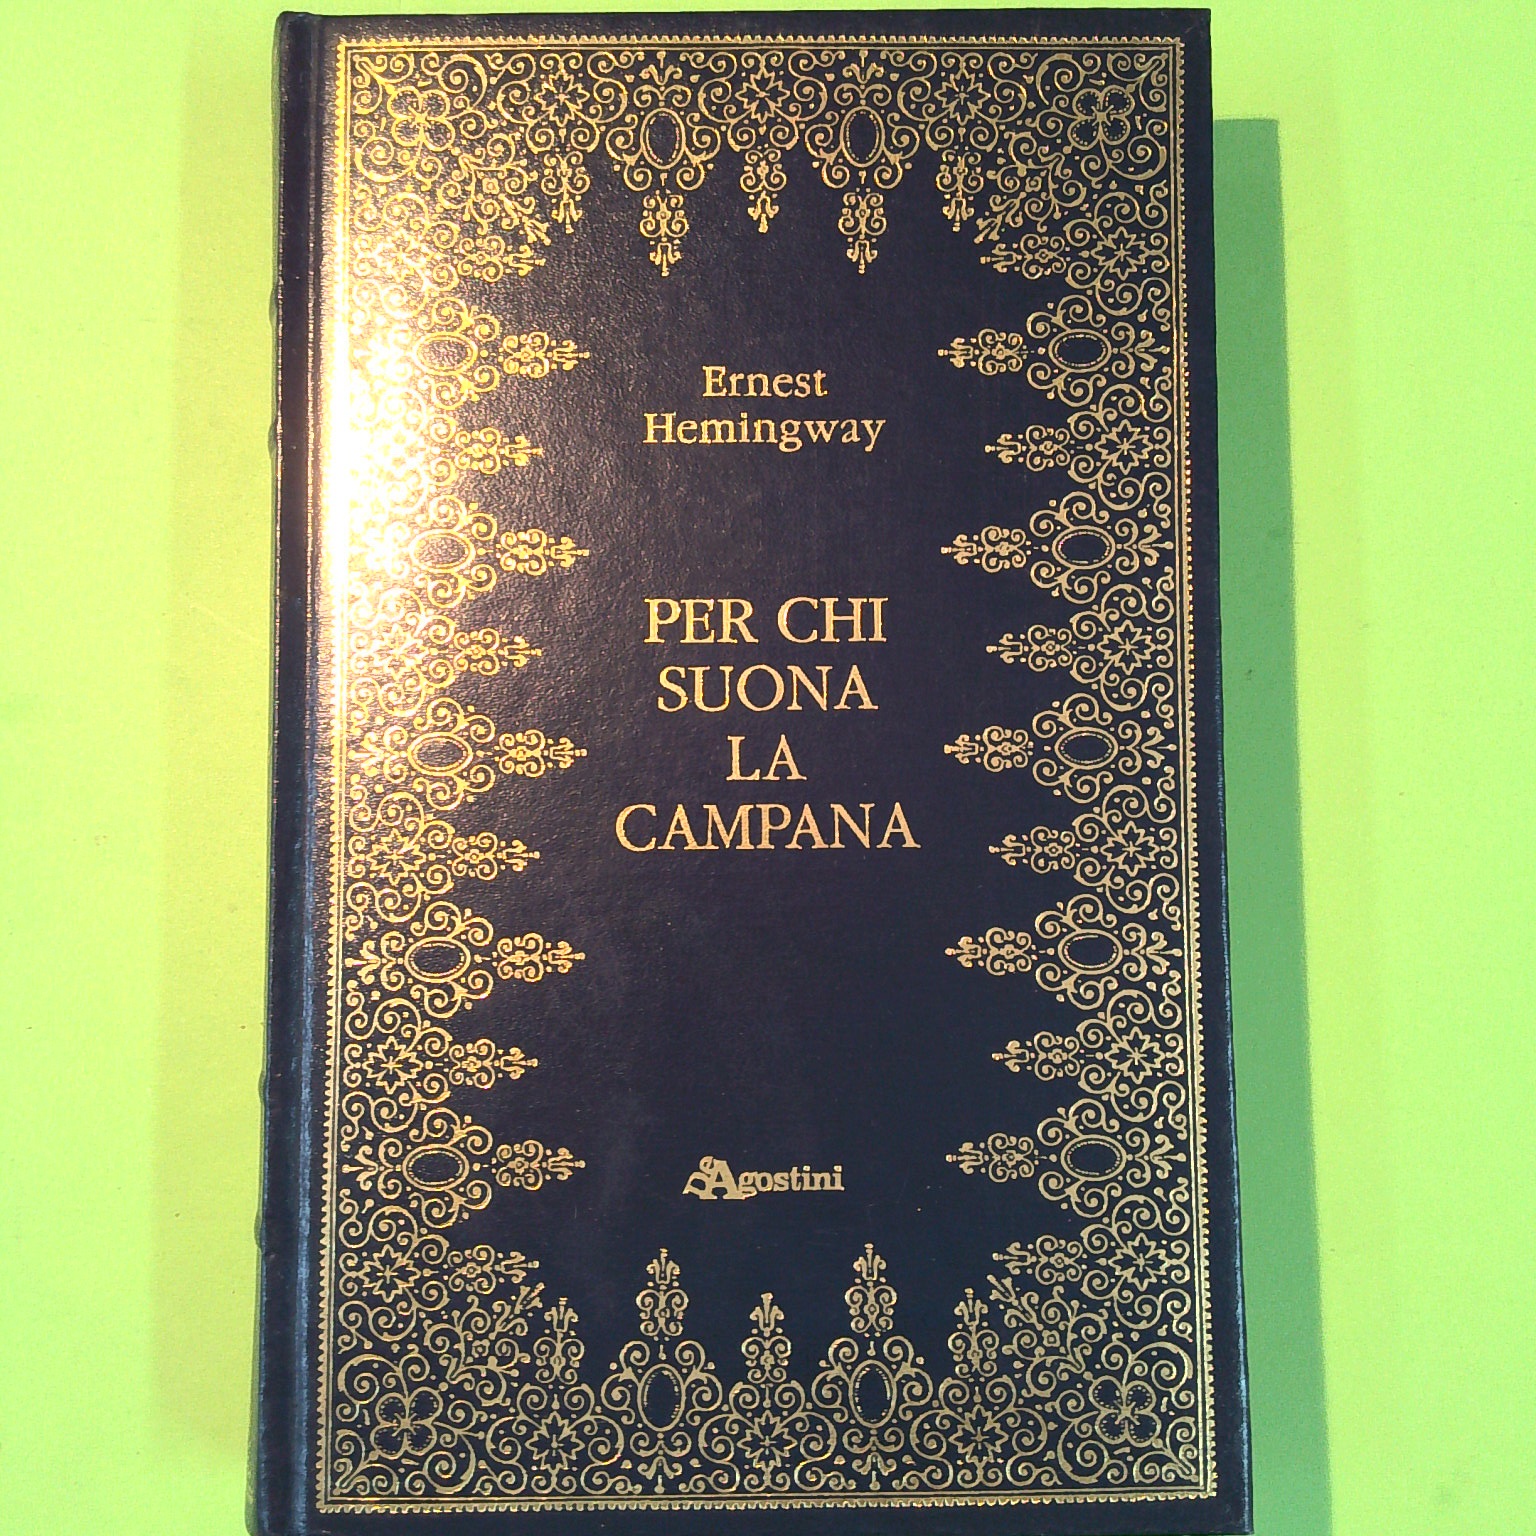 Ernest
Hemingway
PER CHI
SUONA
LA
CAMPANA
DeAgostini